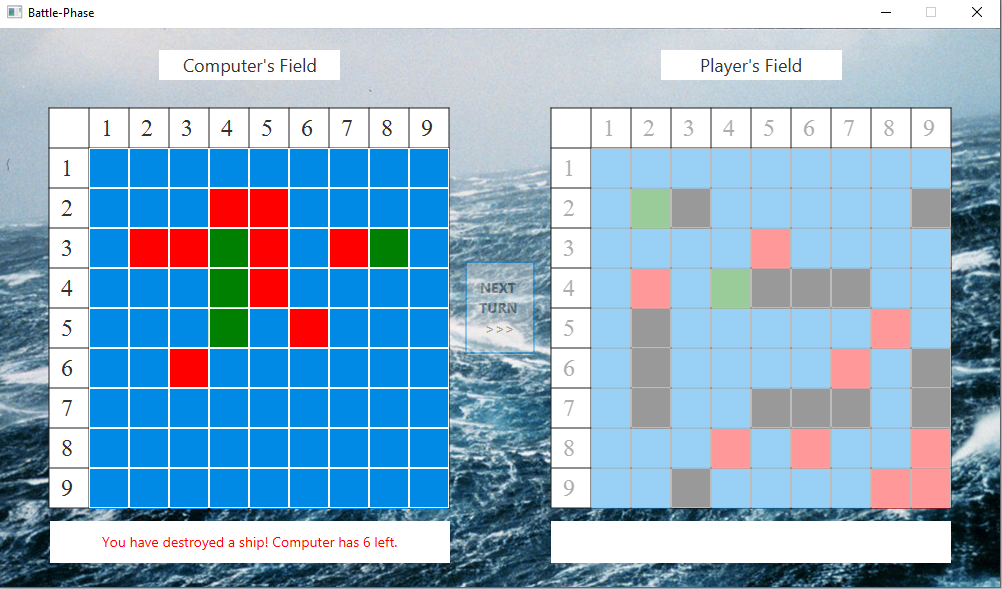 Battle-Phase
Computer's Field
Player's Field
1 2 3 4 5 6 7 8 9
1
2
3
4
5
6
7
8
9
1 2 3 4 5 6 7 8 9
1
2
3
4
5
6
7
8
9
NEXT
TURN
>>>
You have destroyed a ship! Computer has 6 left.